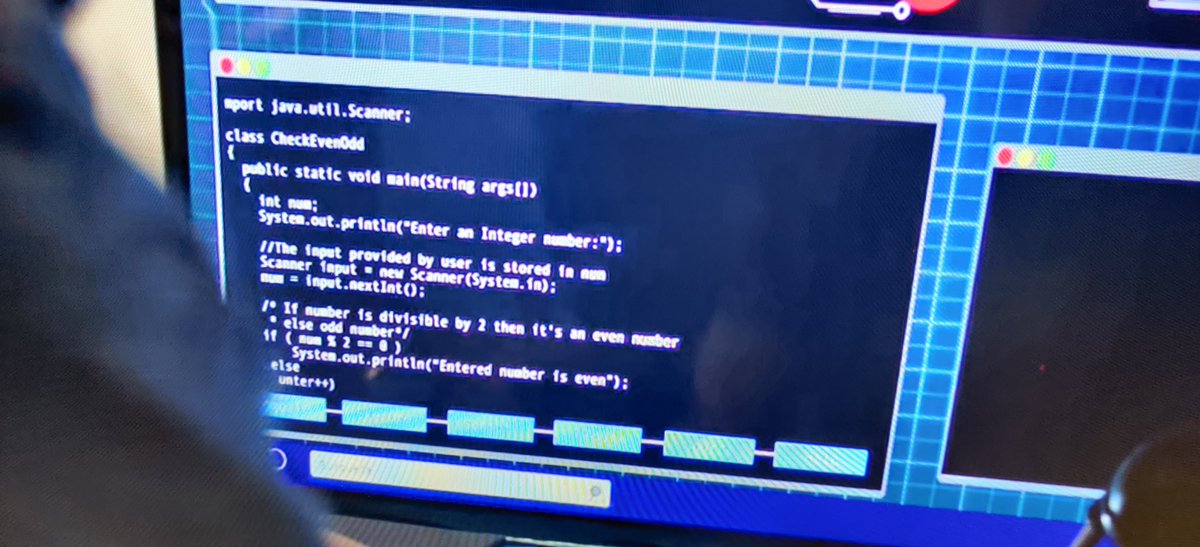 mport java.util.Scanner;
class CheckEvenOdd
{
public static void main(String args[])
{
int num;
System.out.println("Enter an Integer number:");
//The input provided by user is stored in num
Scanner input = new Scanner(System.in);
num = input.nextInt();
/* If number is divisible by 2 then it's an even number
* else odd number*/
if ( num % 2 == 0 )
System.out.println("Entered number is even");
else
unter++)